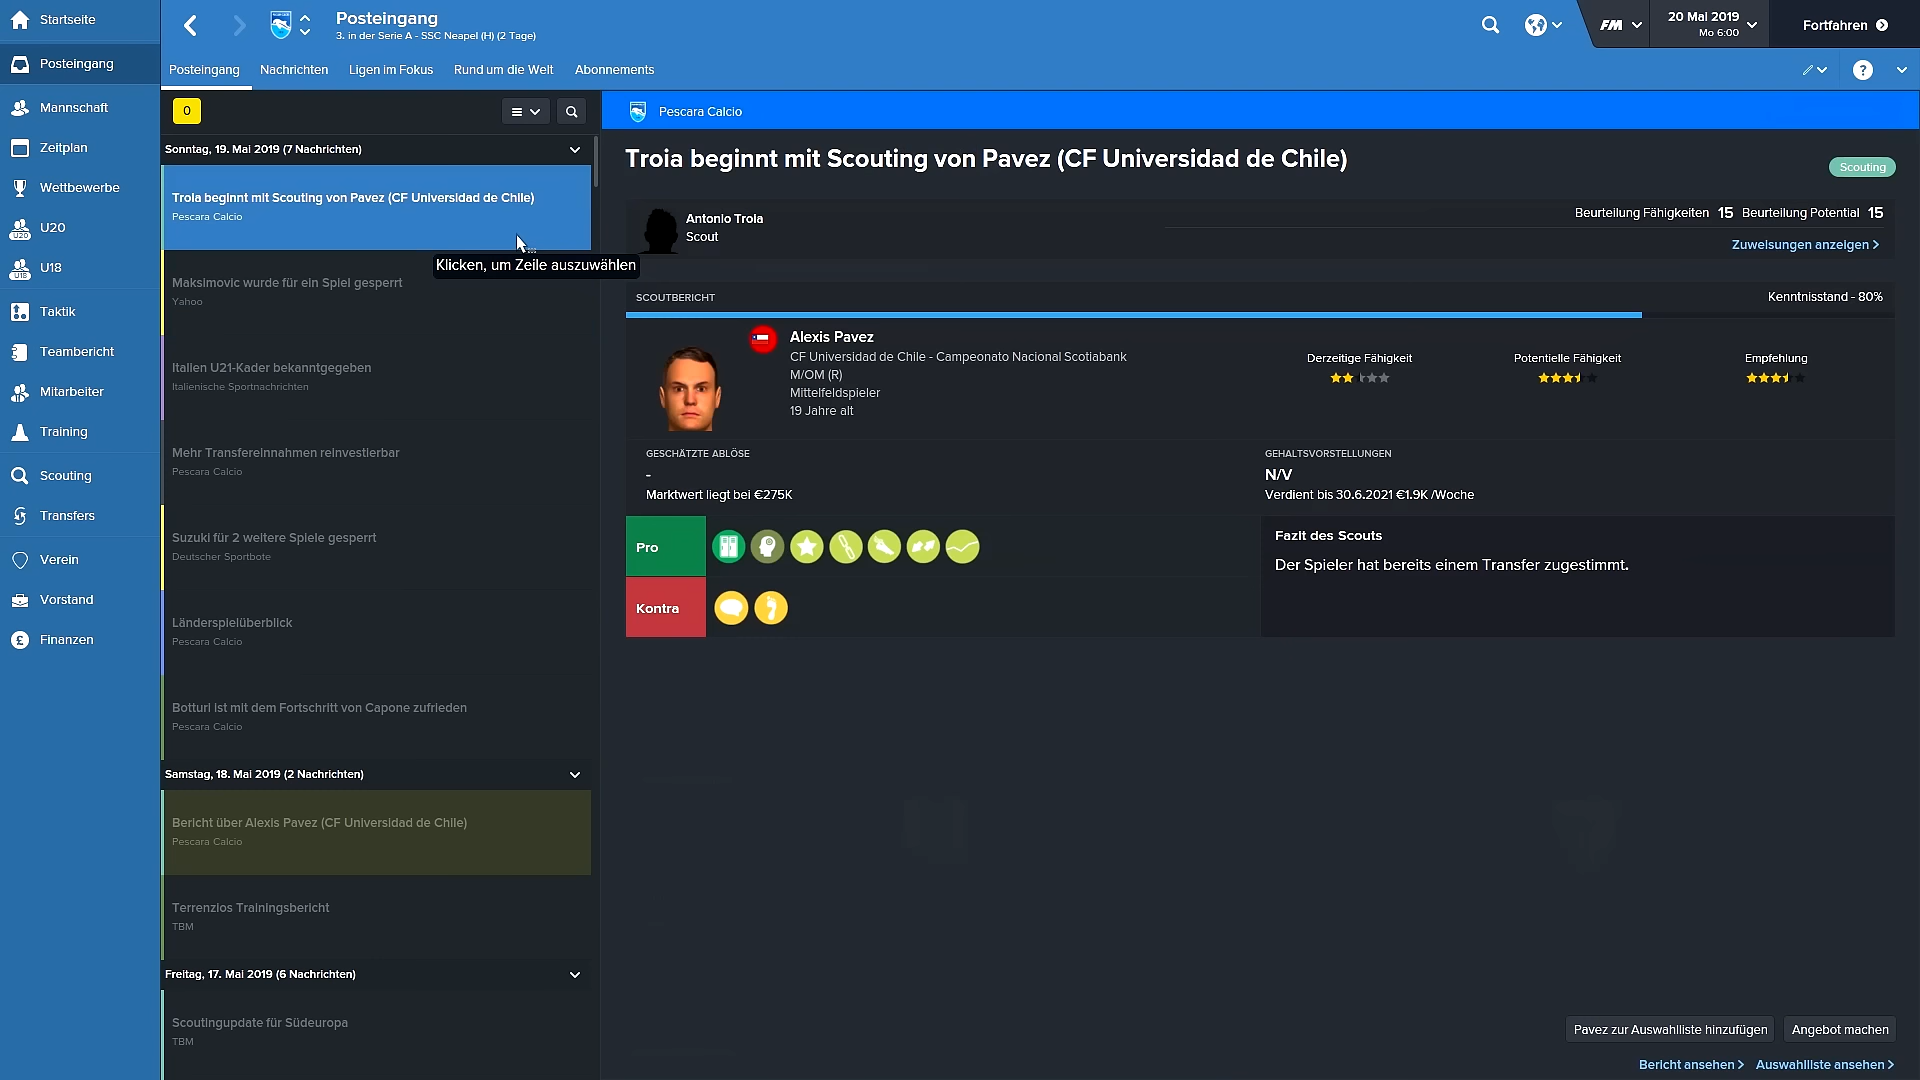 Startseite
Posteingang
Mannschaft
Zeitplan
Wettbewerbe
U20
U18
Taktik
Teambericht
Mitarbeiter
Training
Scouting
Transfers
Verein
Vorstand
Finanzen
Posteingang
3. in der Serie A - SSC Neapel (H) (2 Tage)
FM
20 Mai 2019
Mo 6:00
Fortfahren
Posteingang Nachrichten Ligen im Fokus Rund um die Welt Abonnements
?
0
Sonntag, 19. Mai 2019 (7 Nachrichten)
Troia beginnt mit Scouting von Pavez (CF Universidad de Chile)
Pescara Calcio
Klicken, um Zeile auszuwählen
Maksimovic wurde für ein Spiel gesperrt
Yahoo
Italien U21-Kader bekanntgegeben
Italienische Sportnachrichten
Mehr Transfereinnahmen reinvestierbar
Pescara Calcio
Suzuki für 2 weitere Spiele gesperrt
Deutscher Sportbote
Länderspielüberblick
Pescara Calcio
Botturi ist mit dem Fortschritt von Capone zufrieden
Pescara Calcio
Samstag, 18. Mai 2019 (2 Nachrichten)
Bericht über Alexis Pavez (CF Universidad de Chile)
Pescara Calcio
Terrenzios Trainingsbericht
TBM
Freitag, 17. Mai 2019 (6 Nachrichten)
Scoutingupdate für Südeuropa
TBM
Pescara Calcio
Troia beginnt mit Scouting von Pavez (CF Universidad de Chile)
Scouting
Antonio Troia
Scout
Beurteilung Fähigkeiten 15 Beurteilung Potential 15
Zuweisungen anzeigen >
SCOUTBERICHT
Kenntnisstand - 80%
Alexis Pavez
CF Universidad de Chile - Campeonato Nacional Scotiabank
M/OM (R)
Mittelfeldspieler
19 Jahre alt
Derzeitige Fähigkeit
Potentielle Fähigkeit
Empfehlung
GESCHÄTZTE ABLÖSE
-
Marktwert liegt bei €275K
GEHALTSVORSTELLUNGEN
N/V
Verdient bis 30.6.2021 €1.9K /Woche
Pro
Kontra
Fazit des Scouts
Der Spieler hat bereits einem Transfer zugestimmt.
Pavez zur Auswahlliste hinzufügen
Angebot machen
Bericht ansehen >
Auswahlliste ansehen >